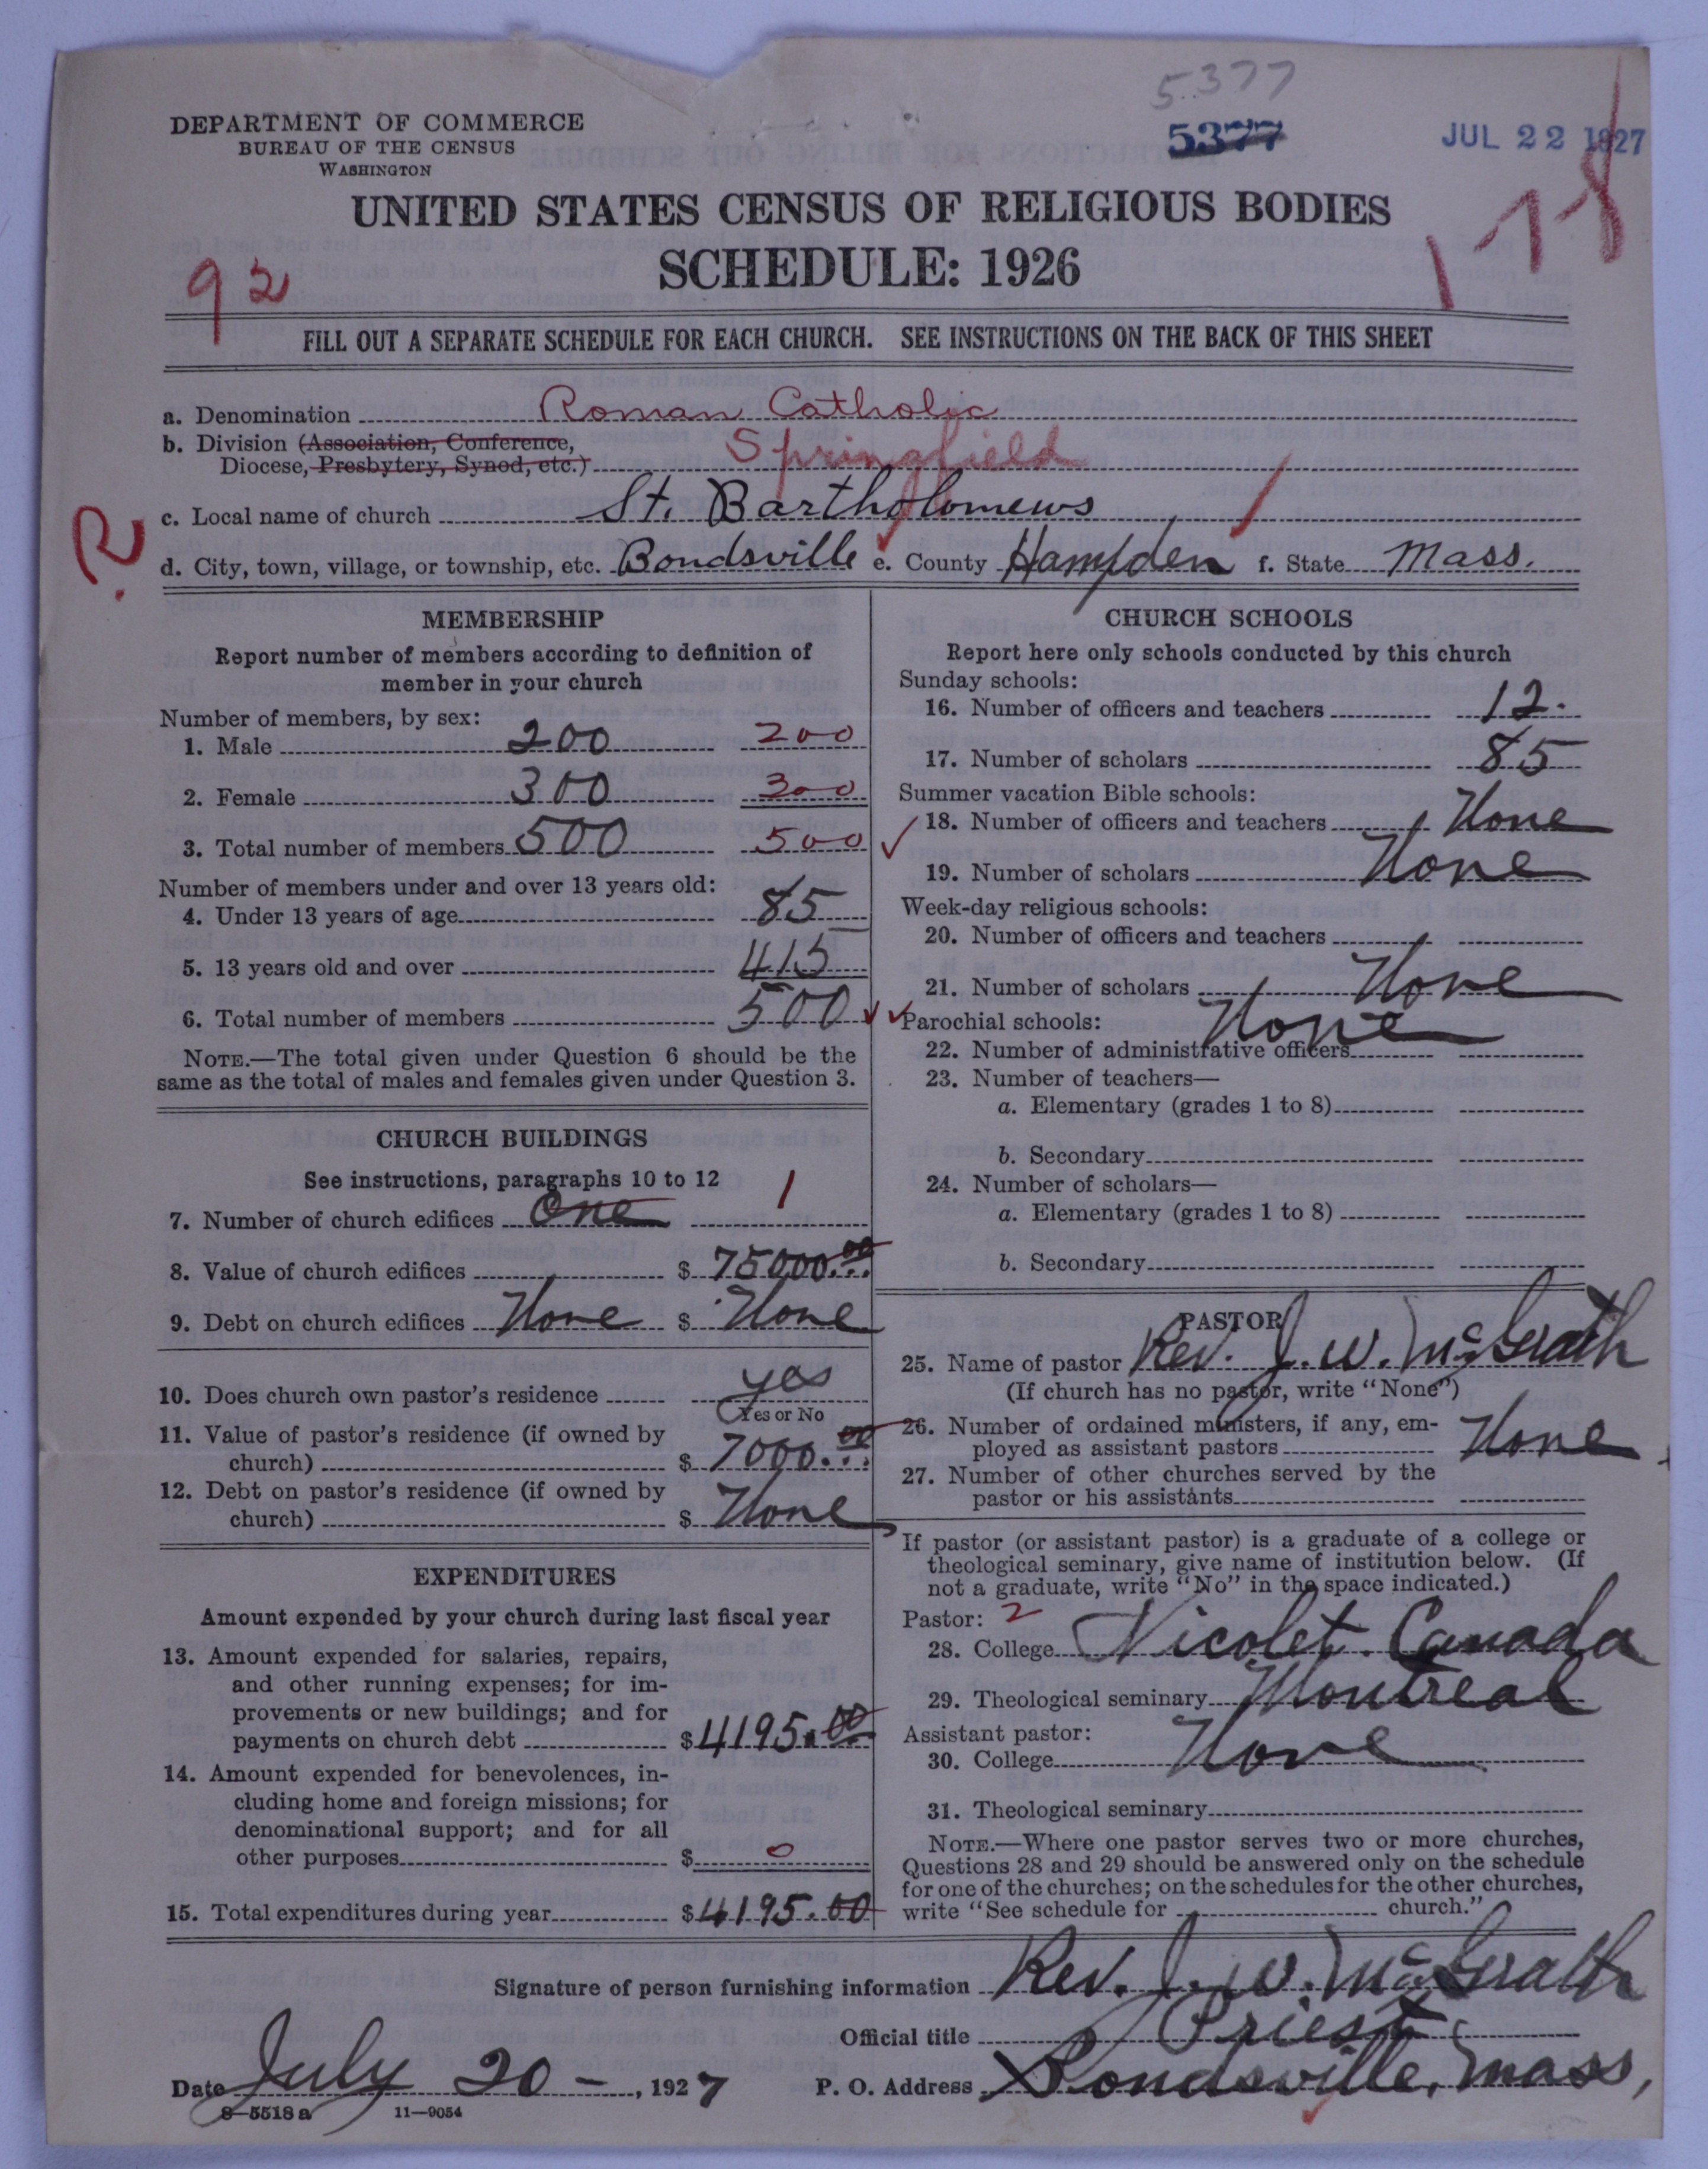 5377
5377
JUL 22 1927
DEPARTMENT OF COMMERCE
BUREAU OF THE CENSUS
WASHINGTON
UNITED STATES CENSUS OF RELIGIOUS BODIES
SCHEDULE: 1926
92
178
FILL OUT A SEPARATE SCHEDULE FOR EACH CHURCH. SEE INSTRUCTIONS ON THE BACK OF THIS SHEET
a. Denomination Roman Catholic
b. Division (Association, Conference,
Diocese, Presbytery, Synod, etc.) Springfield
c. Local name of church St. Bartholomews
R.
d. City, town, village, or township, etc. Bondsville e. County Hampden f. State Mass.
MEMBERSHIP
Report number of members according to definition of
member in your church
Number of members, by sex:
1. Male 200 200
2. Female 300 300
3. Total number of members 500 500
Number of members under and over 13 years old:
4. Under 13 years of age 85
5. 13 years old and over 415
6. Total number of members 500
NOTE.—The total given under Question 6 should be the
same as the total of males and females given under Question 3.
CHURCH BUILDINGS
See instructions, paragraphs 10 to 12
7. Number of church edifices One 1
8. Value of church edifices $ 75000.00
9. Debt on church edifices None $ None
10. Does church own pastor's residence yes
Yes or No
11. Value of pastor's residence (if owned by
church) $ 7000.00
12. Debt on pastor's residence (if owned by
church) $ None
EXPENDITURES
Amount expended by your church during last fiscal year
13. Amount expended for salaries, repairs,
and other running expenses; for im-
provements or new buildings; and for
payments on church debt $ 4195.00
14. Amount expended for benevolences, in-
cluding home and foreign missions; for
denominational support; and for all
other purposes $ 0
15. Total expenditures during year $ 4195.00
CHURCH SCHOOLS
Report here only schools conducted by this church
Sunday schools:
16. Number of officers and teachers 12.
17. Number of scholars 85
Summer vacation Bible schools:
18. Number of officers and teachers None
19. Number of scholars None
Week-day religious schools:
20. Number of officers and teachers
21. Number of scholars None
Parochial schools: None
22. Number of administrative officers
23. Number of teachers—
a. Elementary (grades 1 to 8)
b. Secondary
24. Number of scholars—
a. Elementary (grades 1 to 8)
b. Secondary
PASTOR
25. Name of pastor Rev. J. W. McGrath
(If church has no pastor, write "None")
26. Number of ordained ministers, if any, em-
ployed as assistant pastors None
27. Number of other churches served by the
pastor or his assistants
If pastor (or assistant pastor) is a graduate of a college or
theological seminary, give name of institution below. (If
not a graduate, write "No" in the space indicated.)
Pastor: 2
28. College Nicolet. Canada
29. Theological seminary Montreal
Assistant pastor:
30. College None
31. Theological seminary
NOTE.—Where one pastor serves two or more churches,
Questions 28 and 29 should be answered only on the schedule
for one of the churches; on the schedules for the other churches,
write "See schedule for church."
Signature of person furnishing information Rev. J. W. McGrath
Official title Priest
Date July 20 -, 1927 P. O. Address Bondsville, Mass,
8—5518 a 11—9054